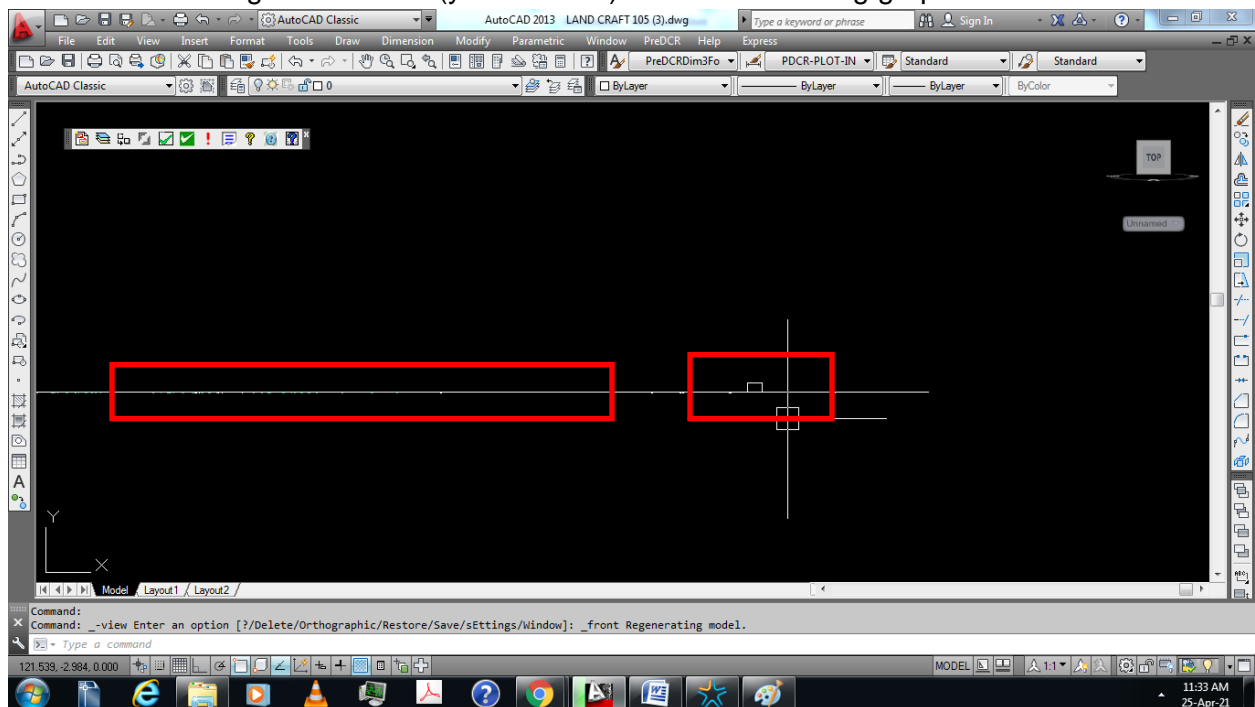 AutoCAD Classic
AutoCAD 2013 LAND CRAFT 105 (3).dwg
Type a keyword or phrase
Sign In
File Edit View Insert Format Tools Draw Dimension Modify Parametric Window PreDCR Help Express
PreDCRDim3Fo PDCR-PLOT-IN Standard Standard
AutoCAD Classic 0 ByLayer ByLayer ByLayer ByColor
TOP
Unnamed
Y
X
Model Layout1 Layout2
Command:
Command: _-view Enter an option [?/Delete/Orthographic/Restore/Save/sEttings/Window]: _front Regenerating model.
Type a command
121.539, -2.984, 0.000 MODEL 1:1
11:33 AM
25-Apr-21